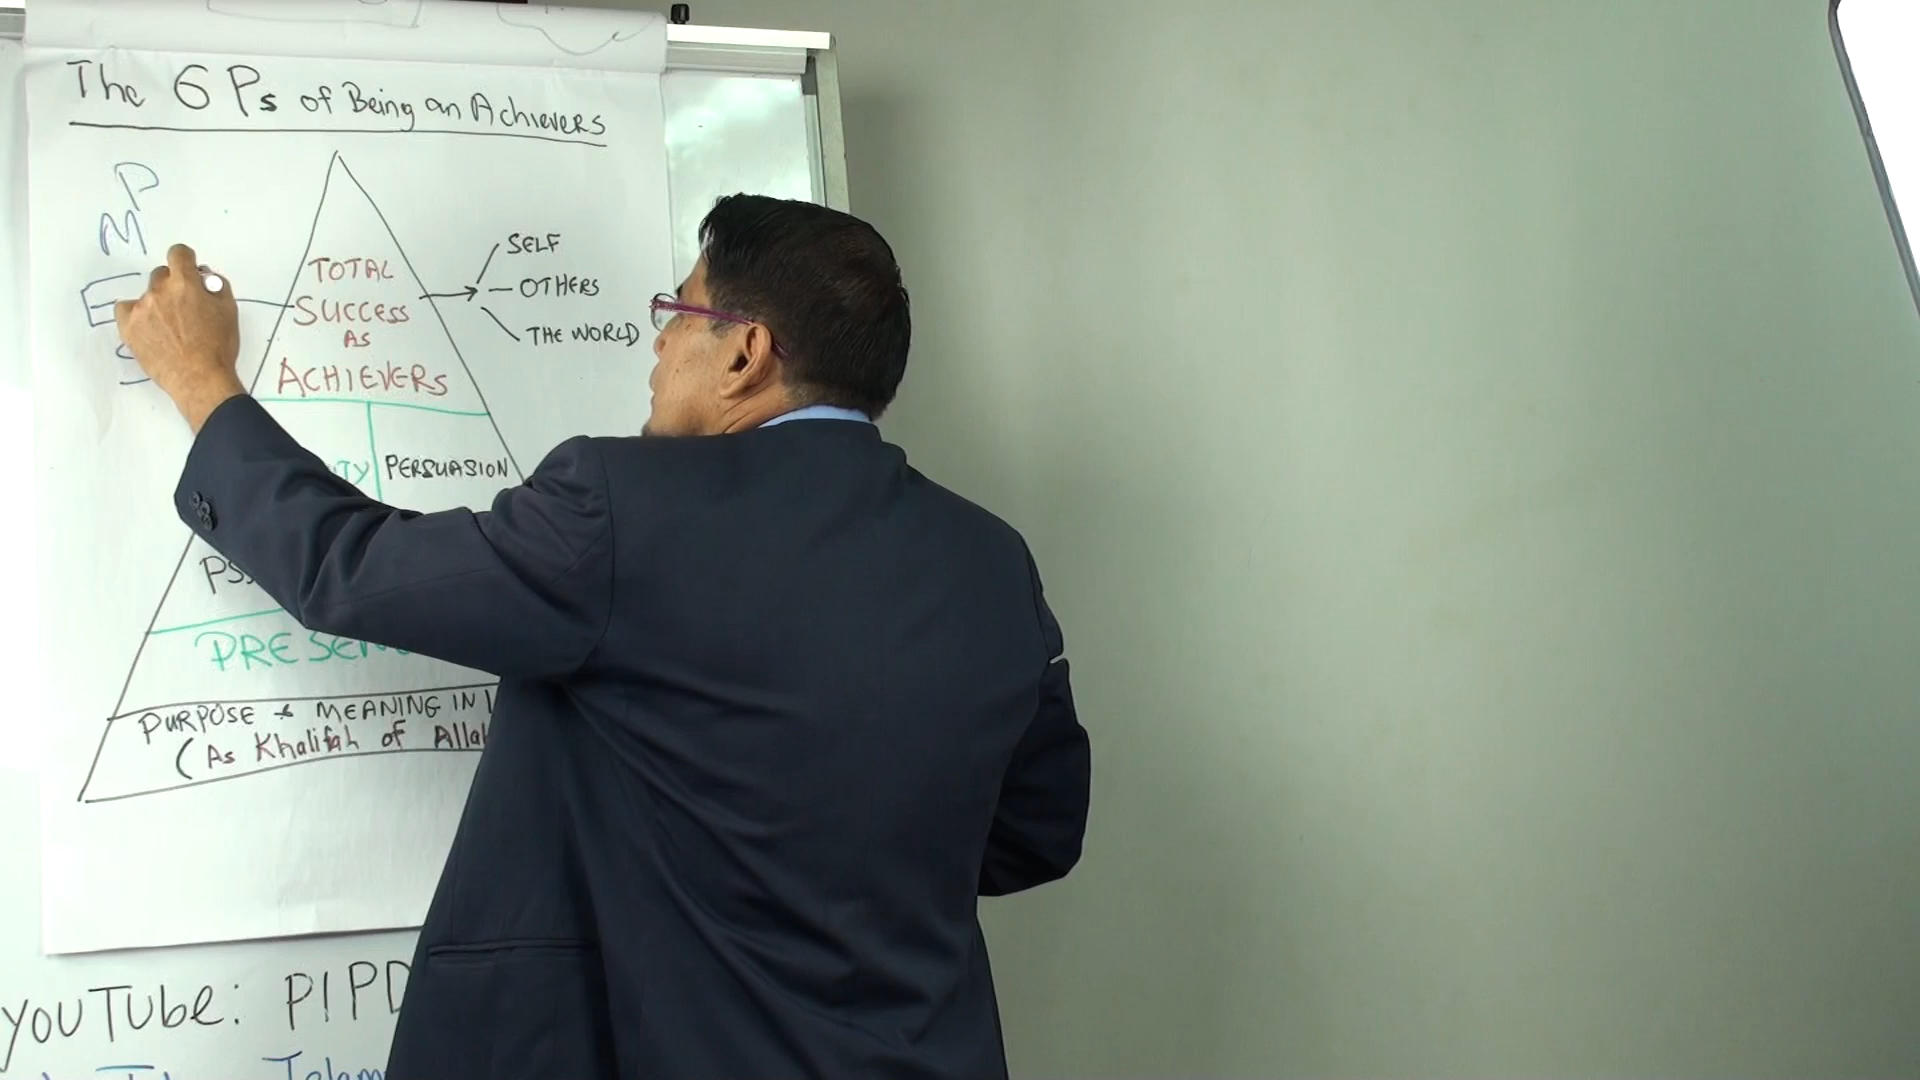 The 6 Ps of Being an Achievers
P
M
E
S
TOTAL
SUCCESS
AS
ACHIEVERS
SELF
OTHERS
THE WORLD
PERSUASION
PURPOSE & MEANING IN
(As Khalifah of Allah
YOUTUBE: PIPD